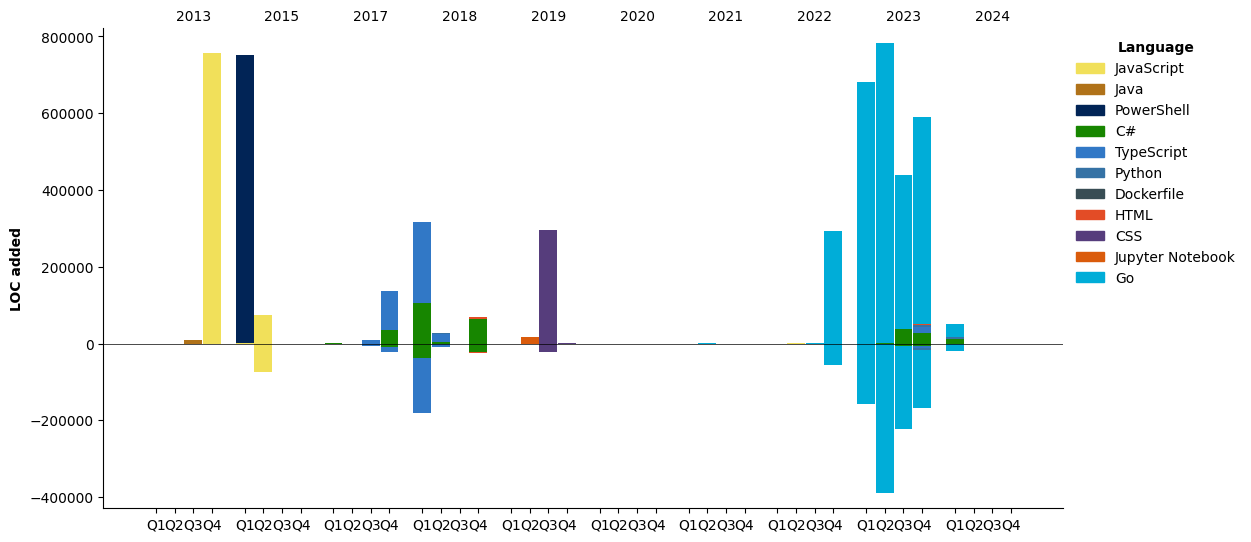 2013 2015 2017 2018 2019 2020 2021 2022 2023 2024
800000
600000
400000
200000
0
−200000
−400000
LOC added
Q1Q2Q3Q4 Q1Q2Q3Q4 Q1Q2Q3Q4 Q1Q2Q3Q4 Q1Q2Q3Q4 Q1Q2Q3Q4 Q1Q2Q3Q4 Q1Q2Q3Q4 Q1Q2Q3Q4 Q1Q2Q3Q4
Language
JavaScript
Java
PowerShell
C#
TypeScript
Python
Dockerfile
HTML
CSS
Jupyter Notebook
Go